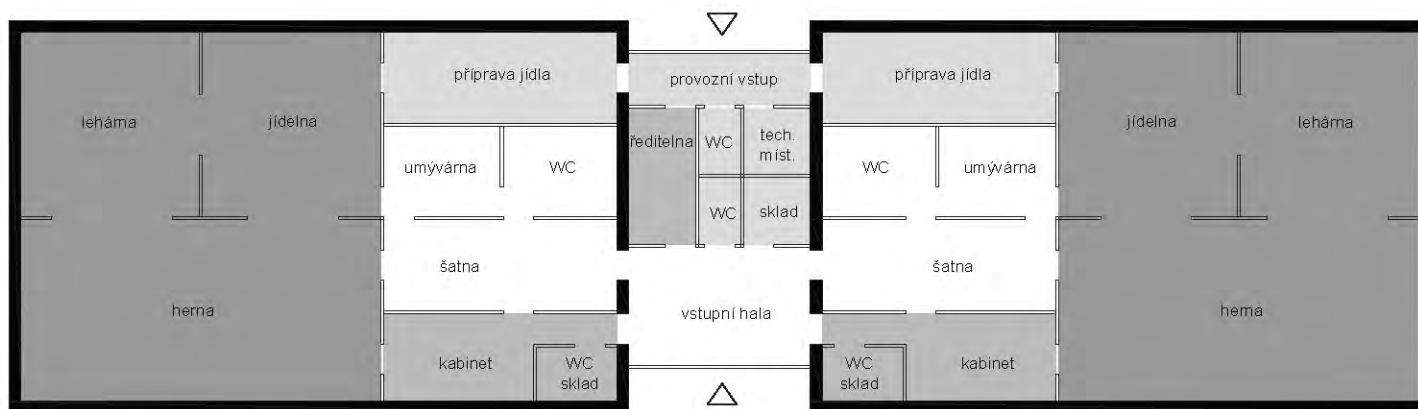 příprava jídla
provozní vstup
příprava jídla
lehárna
jídelna
ředitelna
WC
tech.
míst.
jídelna
lehárna
umývárna
WC
WC
umývárna
WC
sklad
šatna
šatna
herna
vstupní hala
herna
kabinet
WC
sklad
WC
sklad
kabinet